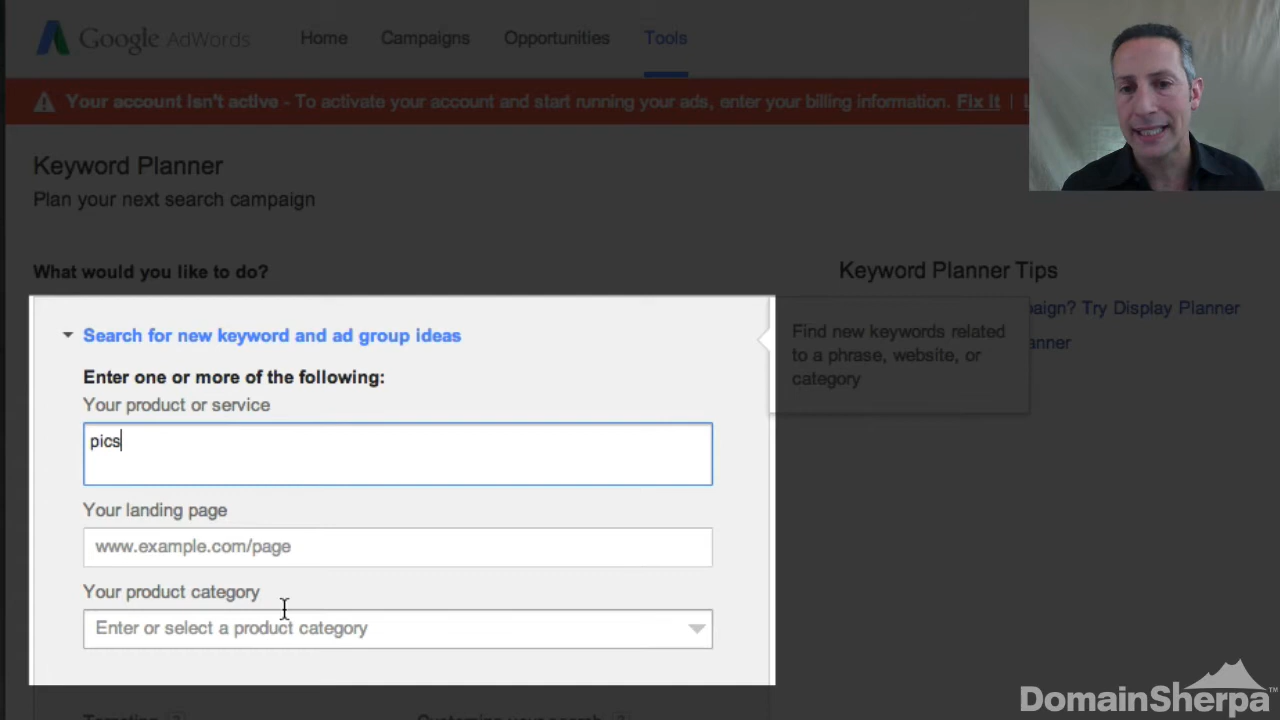 Google AdWords Home Campaigns Opportunities Tools
Your account isn't active - To activate your account and start running your ads, enter your billing information. Fix It |
Keyword Planner
Plan your next search campaign
What would you like to do?
Keyword Planner Tips
Search for new keyword and ad group ideas
Enter one or more of the following:
Your product or service
pics
Your landing page
www.example.com/page
Your product category
Enter or select a product category
Find new keywords related
to a phrase, website, or
category
Try Display Planner
DomainSherpa™